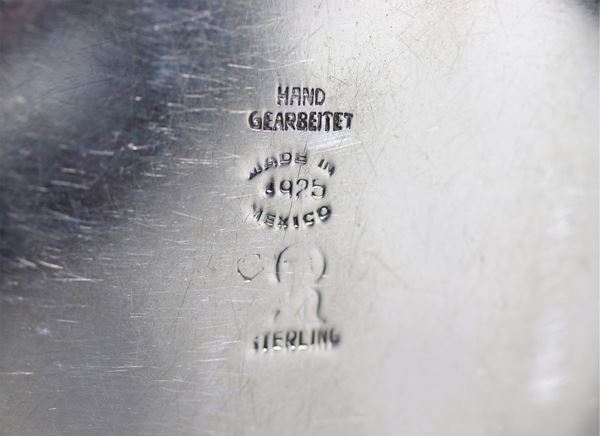 HAND
GEARBEITET
MADE IN
.925
MEXICO
STERLING